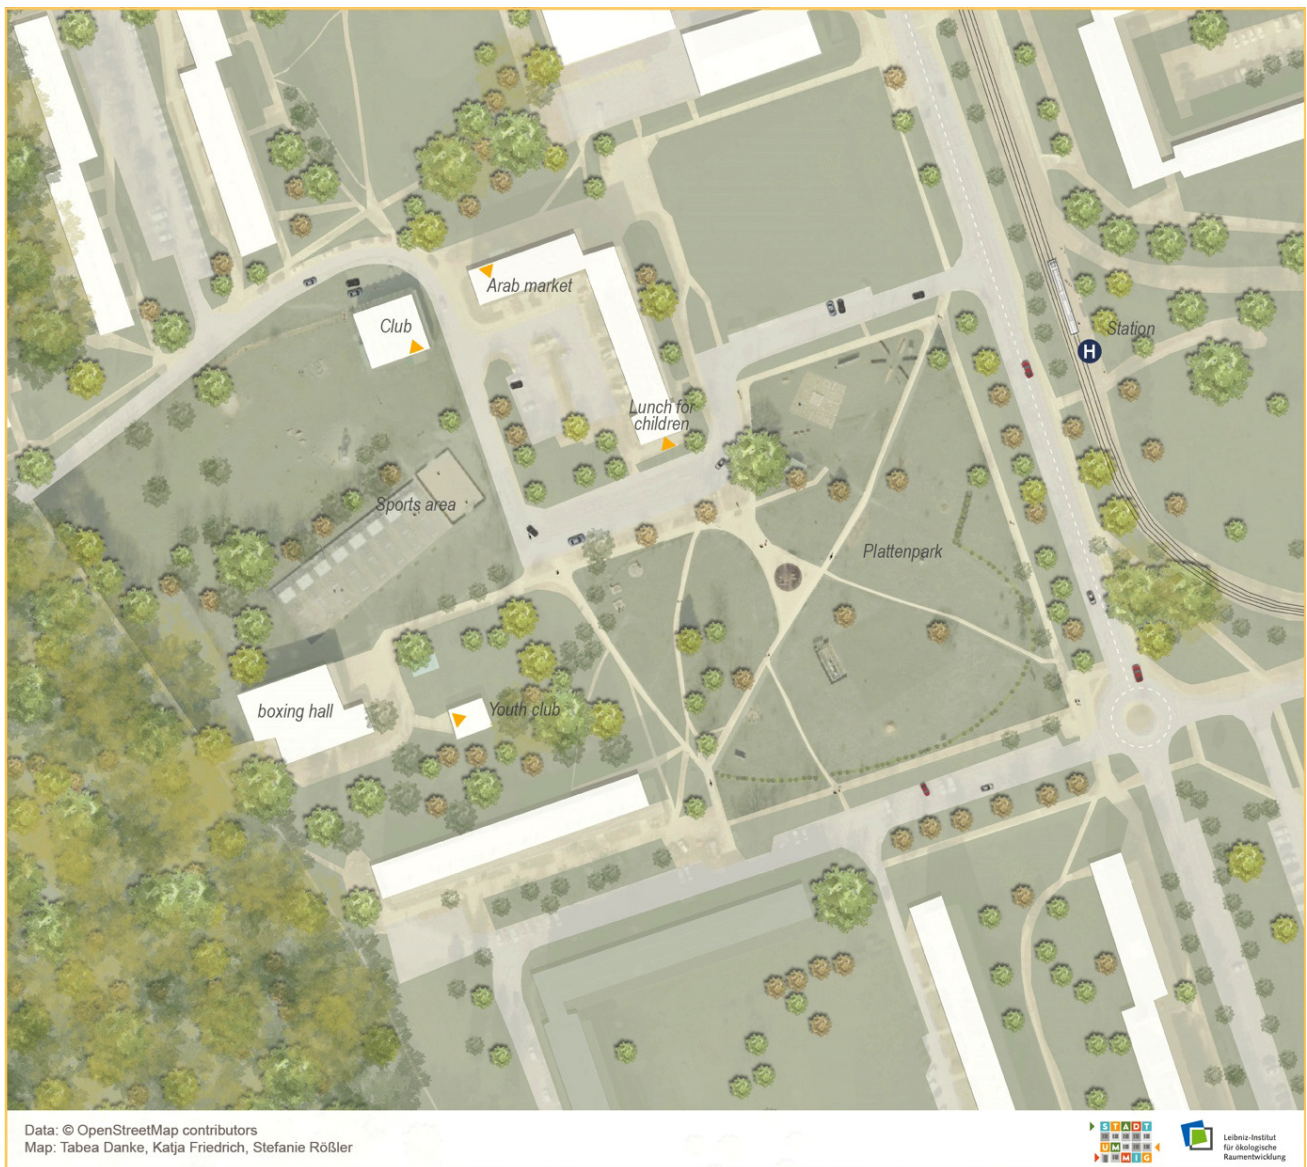 Arab market
Club
Station
H
Lunch for
children
Sports area
Plattenpark
boxing hall
Youth club
Data: © OpenStreetMap contributors
Map: Tabea Danke, Katja Friedrich, Stefanie Rößler
STADT
UM
MIG
Leibniz-Institut
für ökologische
Raumentwicklung